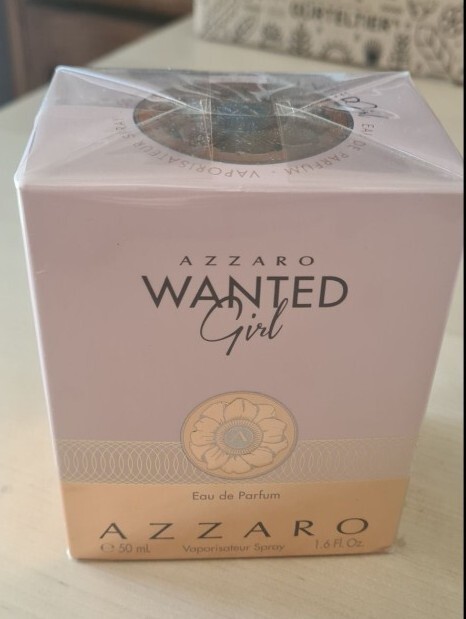 EAU DE PARFUM - VAPORISATEUR SPRAY
AZZARO
WANTED
Girl
A
Eau de Parfum
AZZARO
℮ 50 mL Vaporisateur Spray 1.6 Fl. Oz.